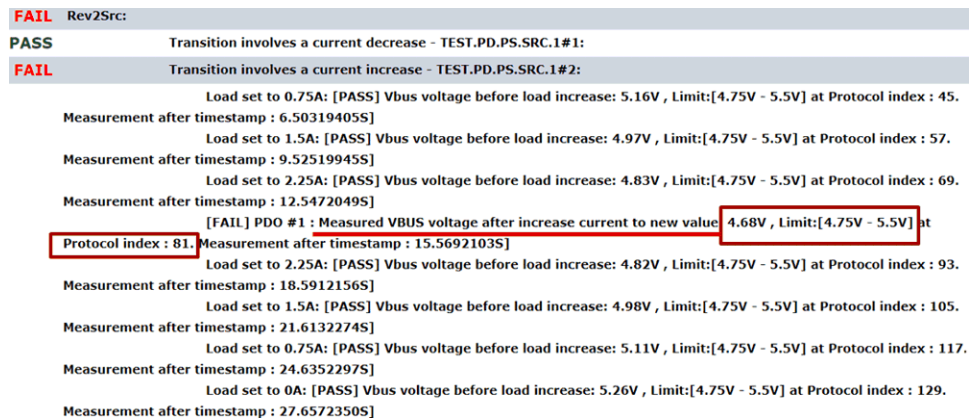 FAIL Rev2Src:
PASS Transition involves a current decrease - TEST.PD.PS.SRC.1#1:
FAIL Transition involves a current increase - TEST.PD.PS.SRC.1#2:
Load set to 0.75A: [PASS] Vbus voltage before load increase: 5.16V , Limit:[4.75V - 5.5V] at Protocol index : 45.
Measurement after timestamp : 6.50319405S]
Load set to 1.5A: [PASS] Vbus voltage before load increase: 4.97V , Limit:[4.75V - 5.5V] at Protocol index : 57.
Measurement after timestamp : 9.52519945S]
Load set to 2.25A: [PASS] Vbus voltage before load increase: 4.83V , Limit:[4.75V - 5.5V] at Protocol index : 69.
Measurement after timestamp : 12.5472049S]
[FAIL] PDO #1 : Measured VBUS voltage after increase current to new value 4.68V , Limit:[4.75V - 5.5V] at
Protocol index : 81. Measurement after timestamp : 15.5692103S]
Load set to 2.25A: [PASS] Vbus voltage before load increase: 4.82V , Limit:[4.75V - 5.5V] at Protocol index : 93.
Measurement after timestamp : 18.5912156S]
Load set to 1.5A: [PASS] Vbus voltage before load increase: 4.98V , Limit:[4.75V - 5.5V] at Protocol index : 105.
Measurement after timestamp : 21.6132274S]
Load set to 0.75A: [PASS] Vbus voltage before load increase: 5.11V , Limit:[4.75V - 5.5V] at Protocol index : 117.
Measurement after timestamp : 24.6352297S]
Load set to 0A: [PASS] Vbus voltage before load increase: 5.26V , Limit:[4.75V - 5.5V] at Protocol index : 129.
Measurement after timestamp : 27.6572350S]